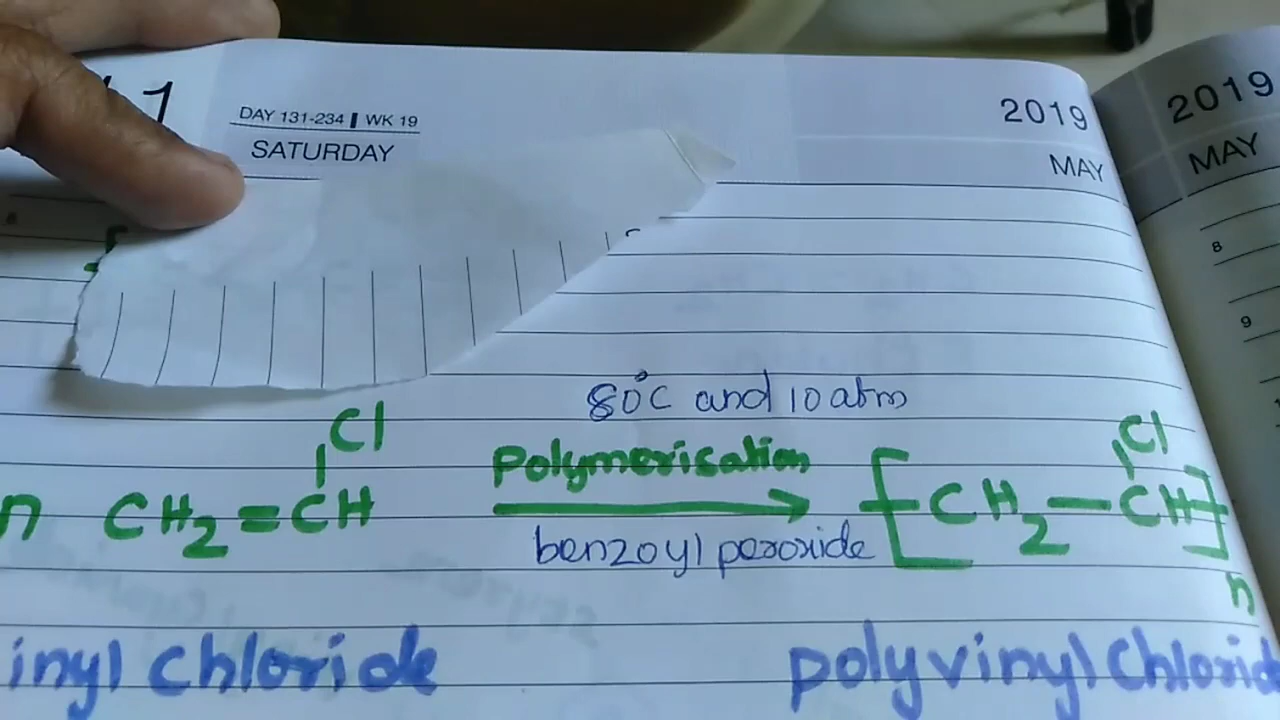 1
DAY 131-234 WK 19
SATURDAY
2019
MAY
2019
MAY
8
9
80°C and 10 atm
Cl
Polymerisation
Cl
n CH2=CH
[CH2-CH]n
benzoyl peroxide
inyl chloride
polyvinyl chlorid